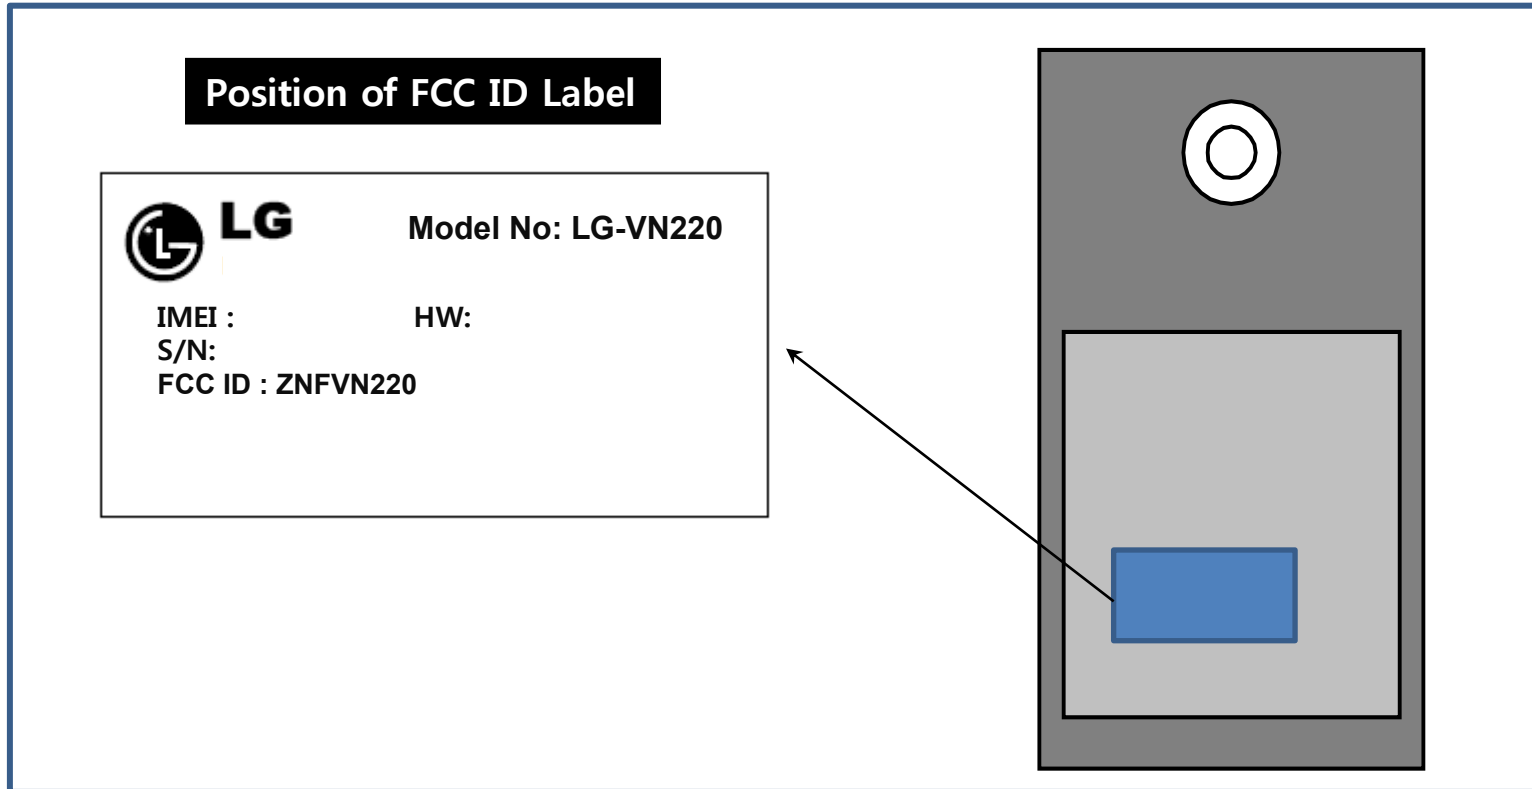 Position of FCC ID Label
LG
Model No: LG-VN220
IMEI : HW:
S/N:
FCC ID : ZNFVN220